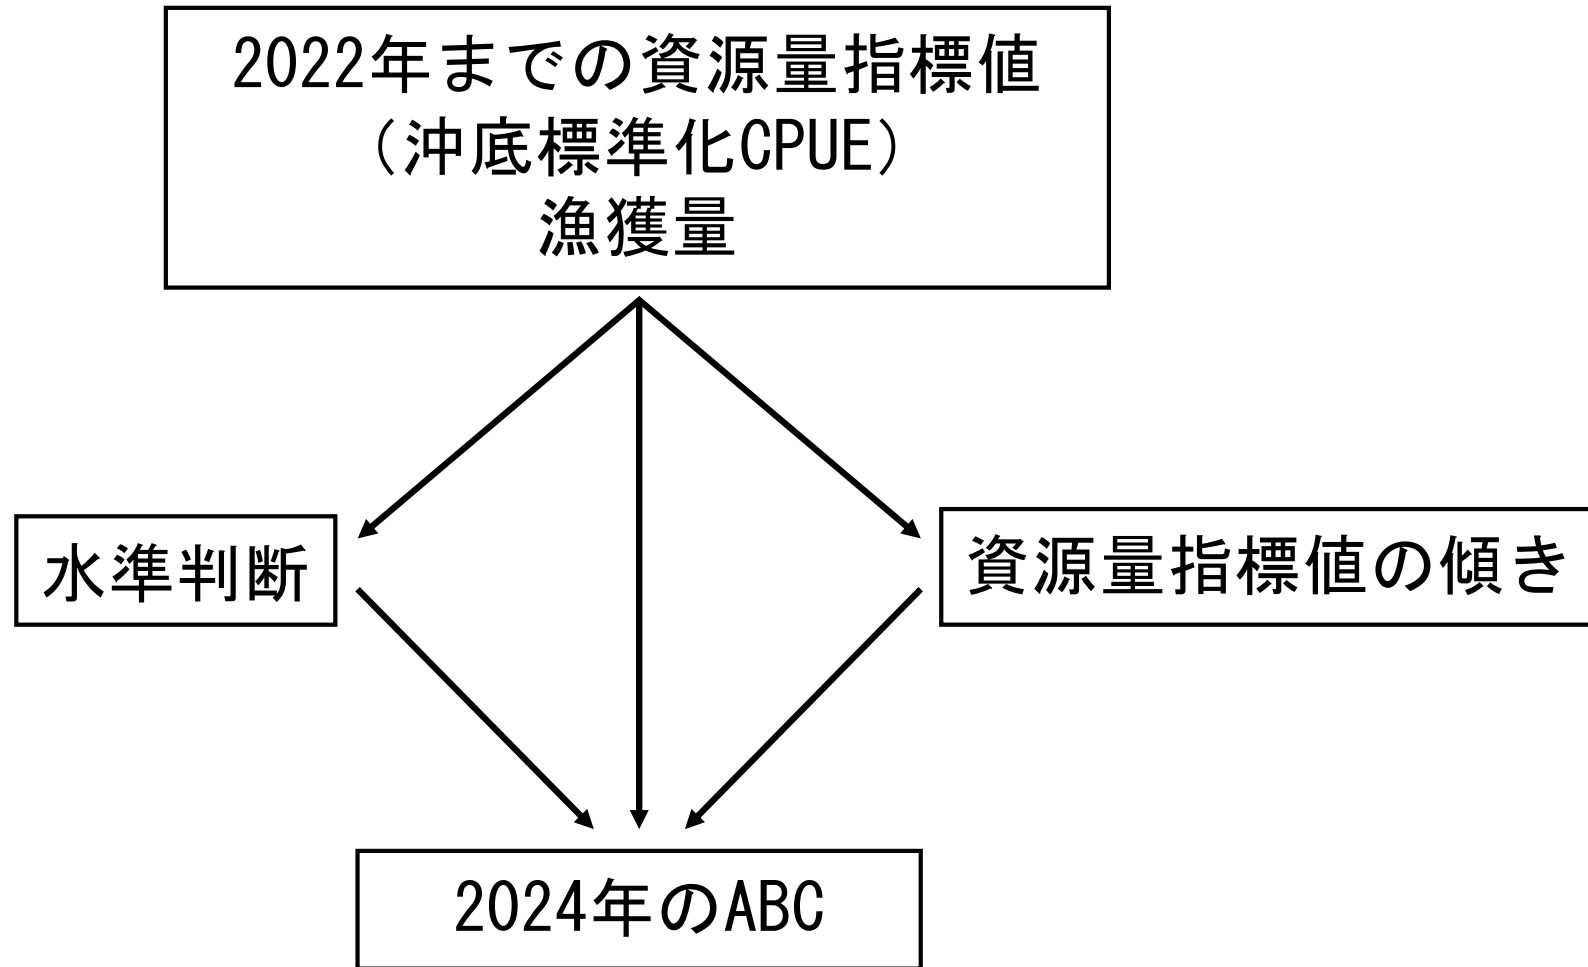 2022年までの資源量指標値
（沖底標準化CPUE）
漁獲量
水準判断
資源量指標値の傾き
2024年のABC